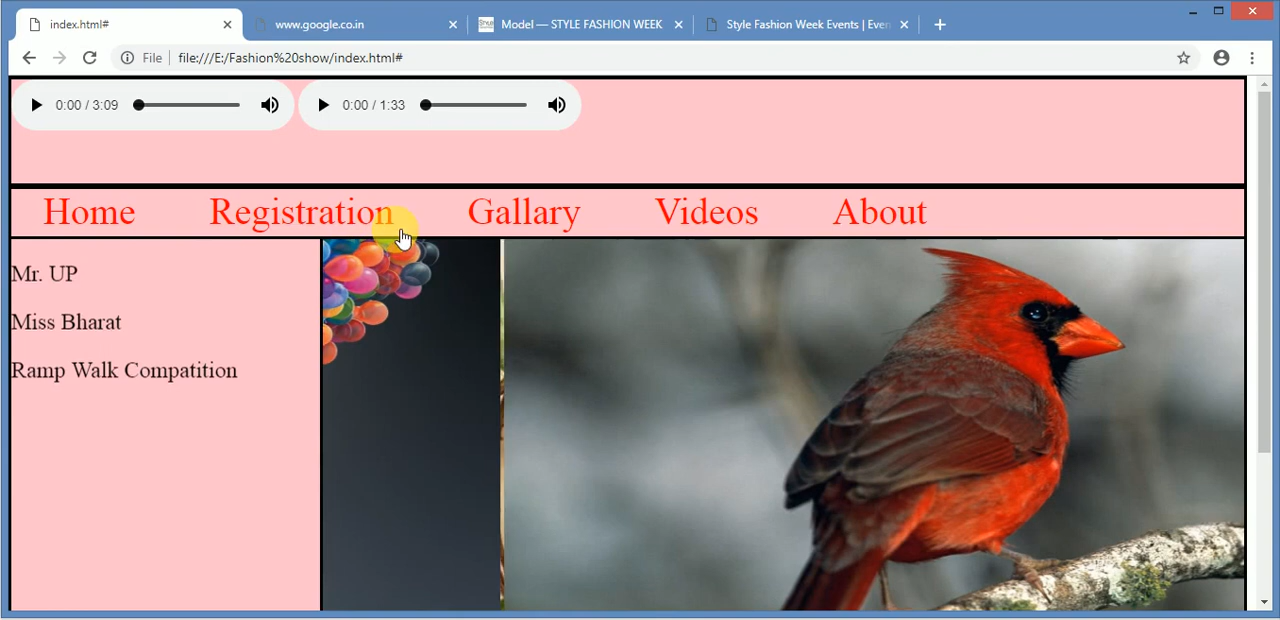 index.html#
www.google.co.in
Model — STYLE FASHION WEEK
Style Fashion Week Events | Even
File
file:///E:/Fashion%20show/index.html#
0:00 / 3:09
0:00 / 1:33
Home Registration Gallary Videos About
Mr. UP
Miss Bharat
Ramp Walk Compatition